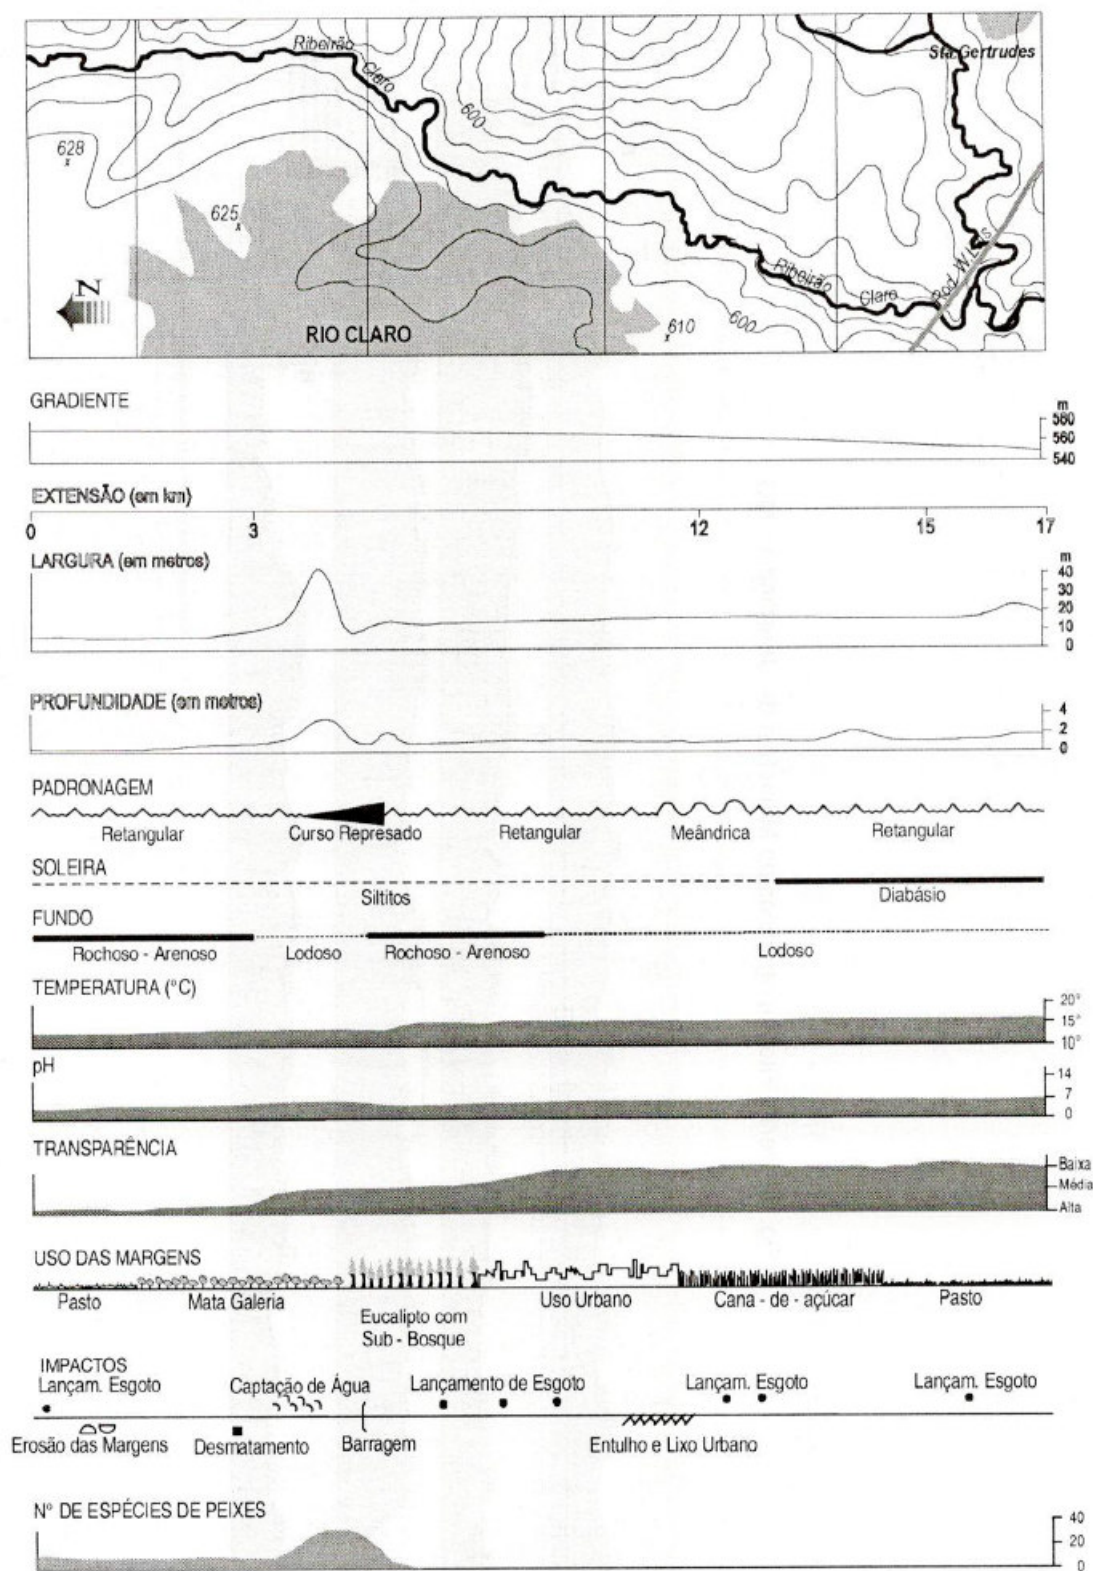 Ribeirão
Claro
Sta.Gertrudes
600
628
625
Ribeirão
Claro
Rod. W.L.
N
RIO CLARO
610
600
GRADIENTE
m
580
560
540
EXTENSÃO (em km)
0 3 12 15 17
LARGURA (em metros)
m
40
30
20
10
0
PROFUNDIDADE (em metros)
4
2
0
PADRONAGEM
Retangular Curso Represado Retangular Meândrica Retangular
SOLEIRA
Siltitos Diabásio
FUNDO
Rochoso - Arenoso Lodoso Rochoso - Arenoso Lodoso
TEMPERATURA (°C)
20°
15°
10°
pH
14
7
0
TRANSPARÊNCIA
Baixa
Média
Alta
USO DAS MARGENS
Pasto Mata Galeria Eucalipto com Uso Urbano Cana - de - açúcar Pasto
Sub - Bosque
IMPACTOS
Lançam. Esgoto Captação de Água Lançamento de Esgoto Lançam. Esgoto Lançam. Esgoto
Erosão das Margens Desmatamento Barragem Entulho e Lixo Urbano
Nº DE ESPÉCIES DE PEIXES
40
20
0